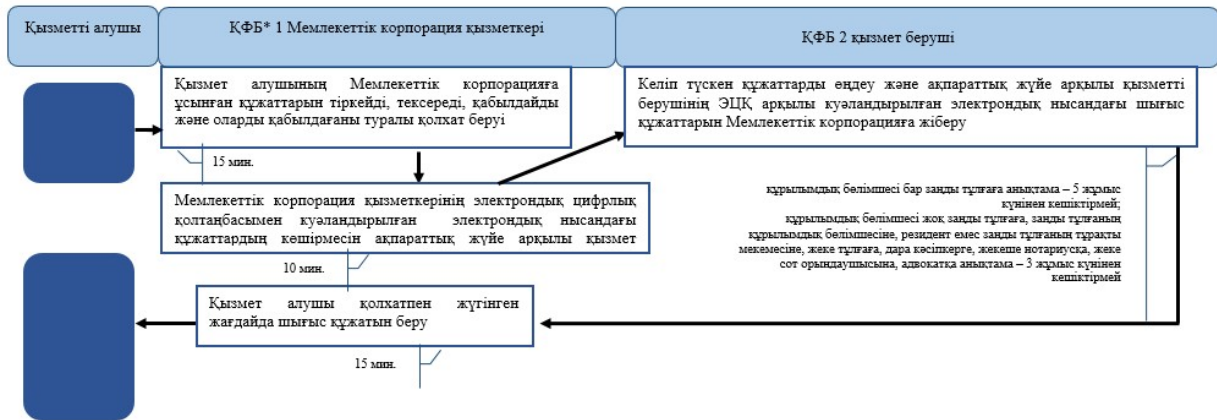 Қызметті алушы
ҚФБ* 1 Мемлекеттік корпорация қызметкері
ҚФБ 2 қызмет беруші
Қызмет алушының Мемлекеттік корпорацияға
ұсынған құжаттарын тіркейді, тексереді, қабылдайды
және оларды қабылдағаны туралы қолхат беруі
15 мин.
Келіп түскен құжаттарды өңдеу және ақпараттық жүйе арқылы қызметті
берушінің ЭЦҚ арқылы куәландырылған электрондық нысандағы шығыс
құжаттарын Мемлекеттік корпорацияға жіберу
Мемлекеттік корпорация қызметкерінің электрондық цифрлық
қолтаңбасымен куәландырылған электрондық нысандағы
құжаттардың көшірмесін ақпараттық жүйе арқылы қызмет
10 мин.
құрылымдық бөлімшесі бар заңды тұлғаға анықтама – 5 жұмыс
күнінен кешіктірмей;
құрылымдық бөлімшесі жоқ заңды тұлғаға, заңды тұлғаның
құрылымдық бөлімшесіне, резидент емес заңды тұлғаның тұрақты
мекемесіне, жеке тұлғаға, дара кәсіпкерге, жекеше нотариусқа, жеке
сот орындаушысына, адвокатқа анықтама – 3 жұмыс күнінен
кешіктірмей
Қызмет алушы қолхатпен жүгінген
жағдайда шығыс құжатын беру
15 мин.